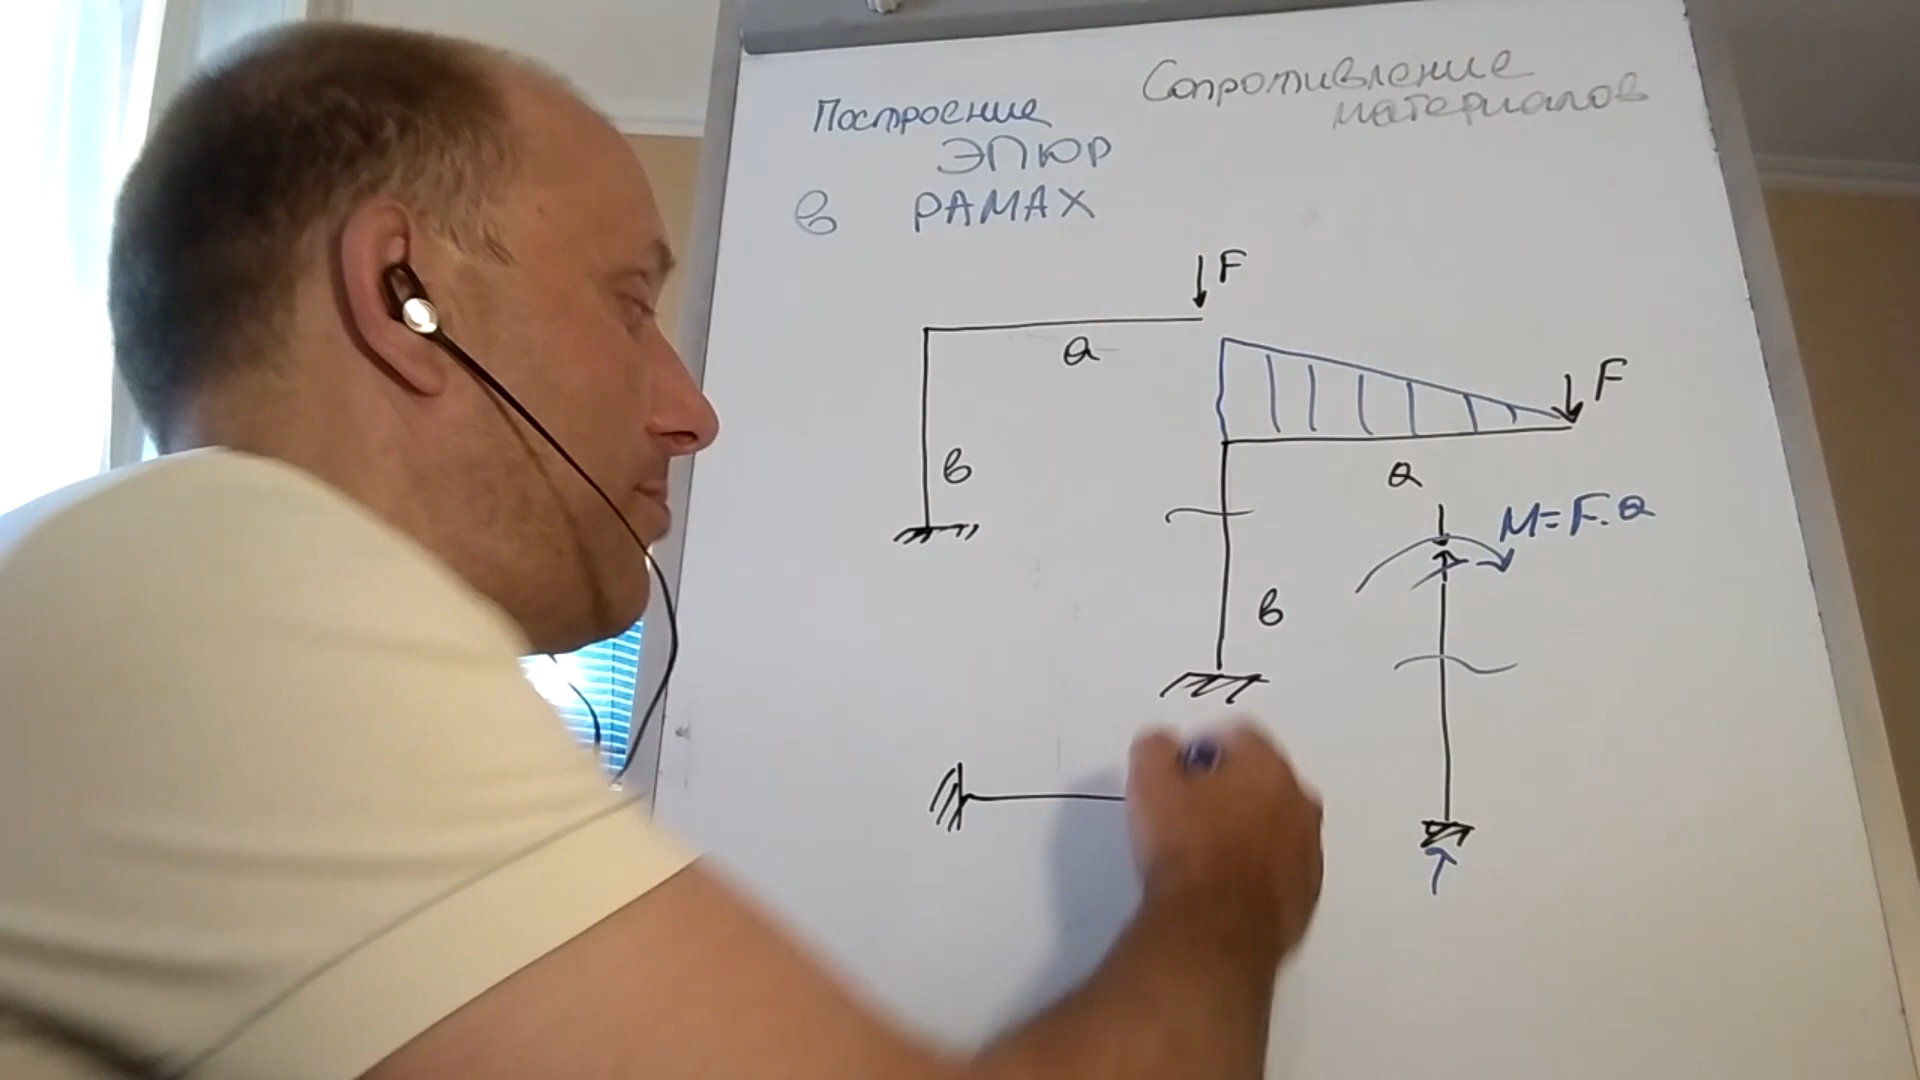 Построение
ЭПЮР
в РАМАХ
Сопротивление
материалов
F
a
в
F
a
M=F.a
в